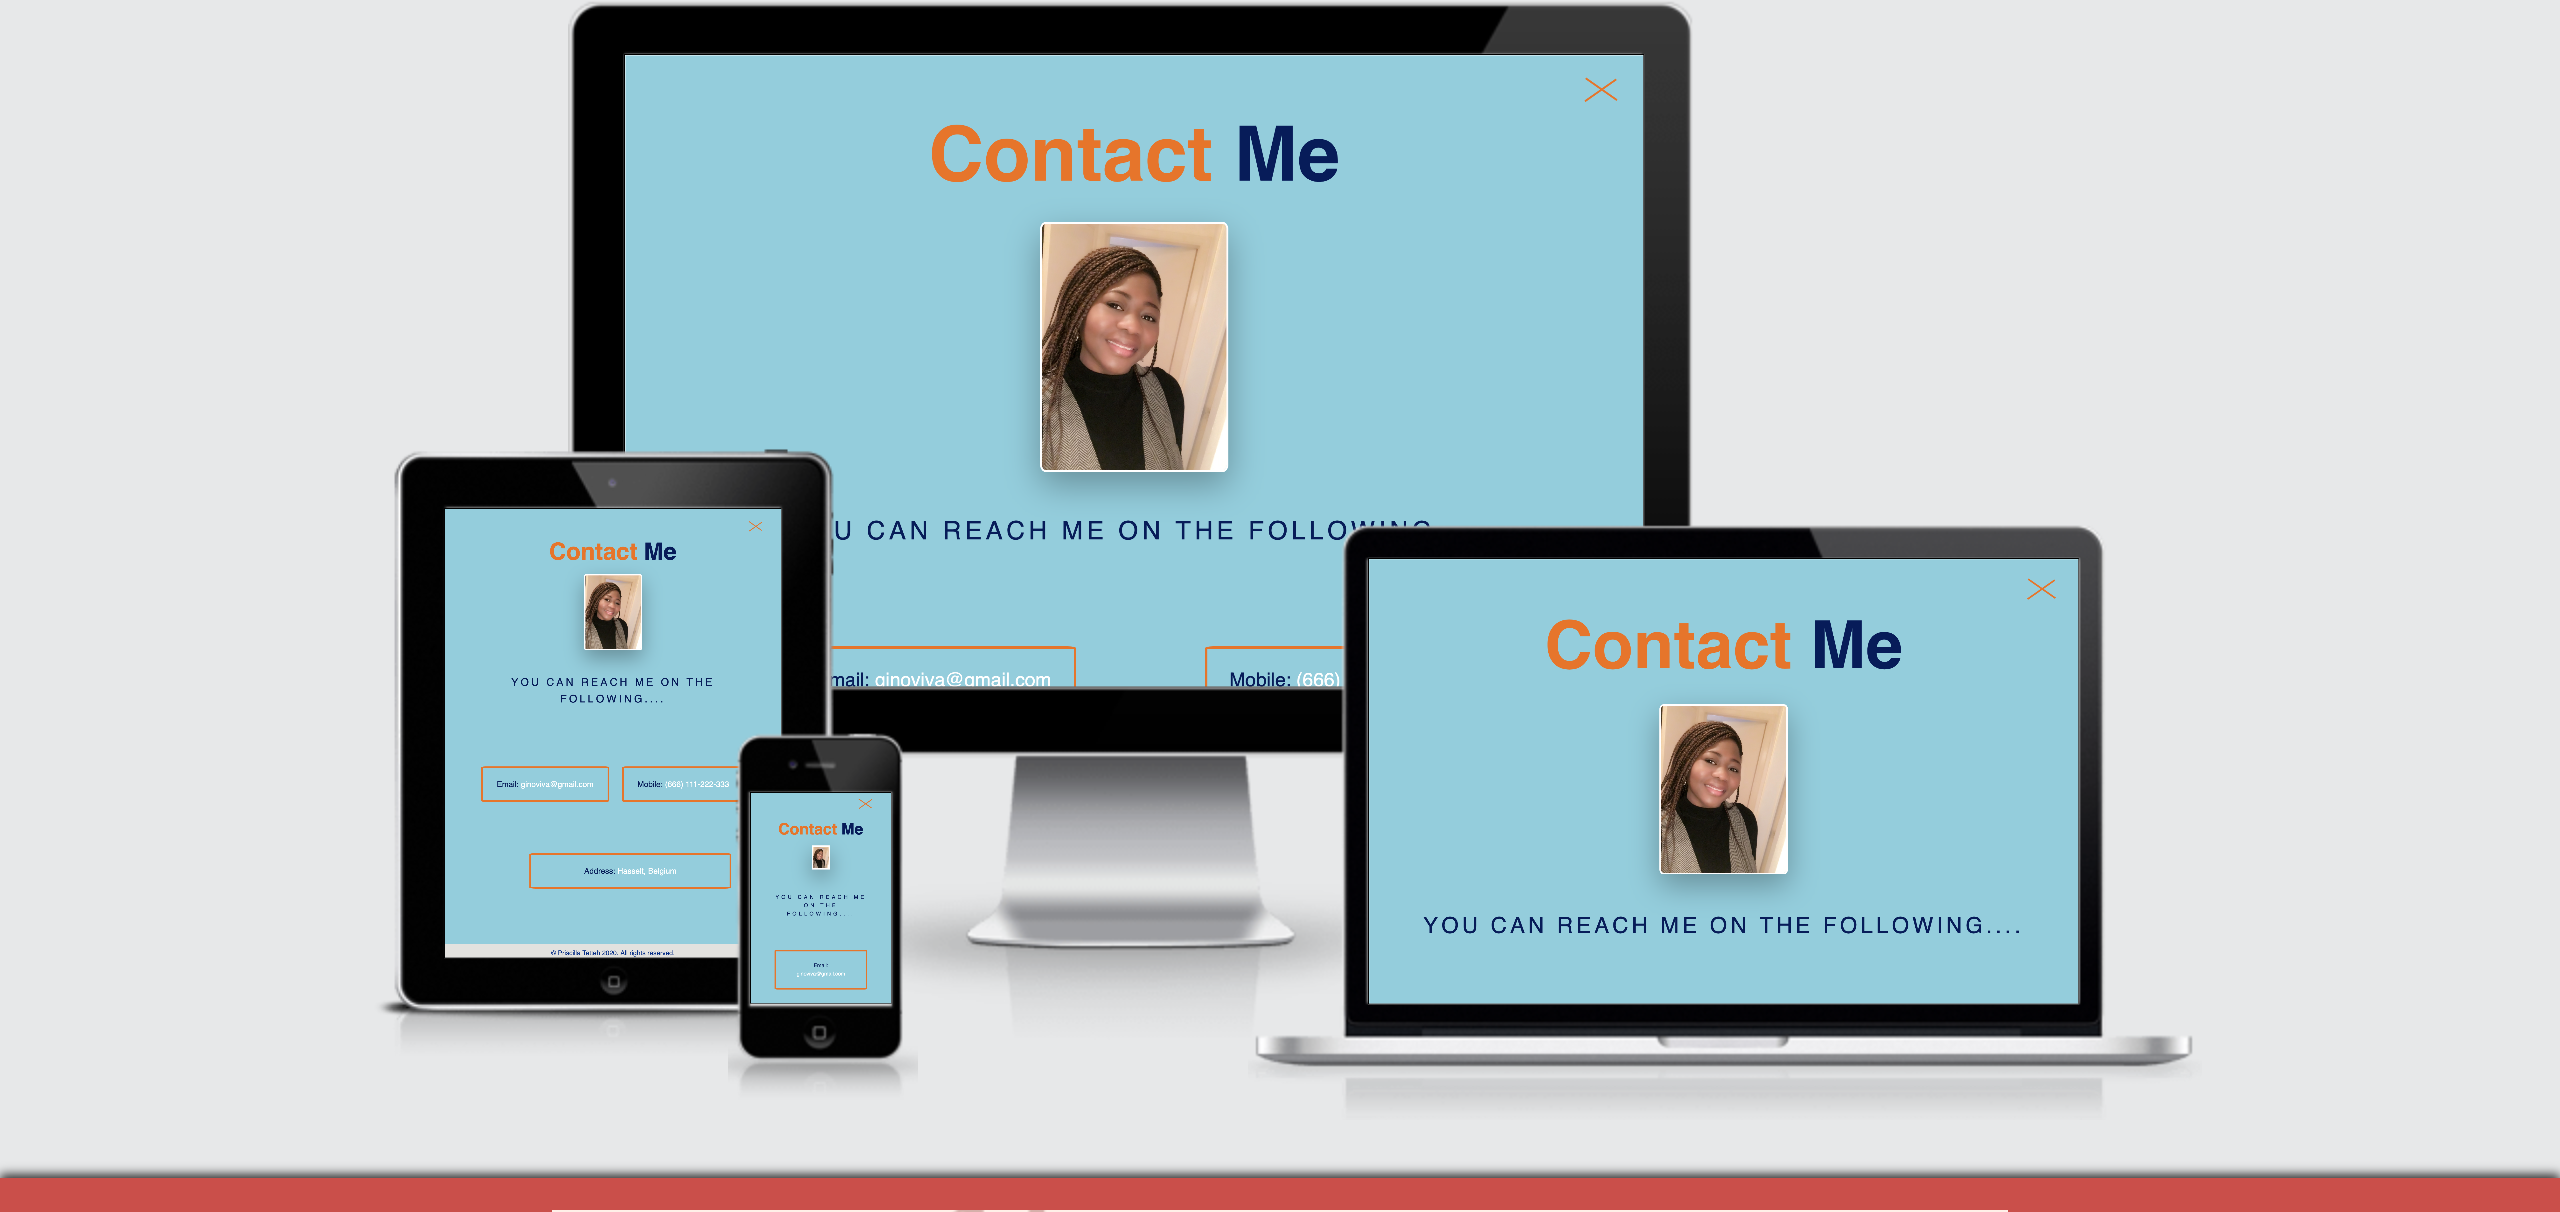 Contact Me
U CAN REACH ME ON THE FOLLOWING
mail: ginoviva@gmail.com
Mobile: (666)
Contact Me
YOU CAN REACH ME ON THE
FOLLOWING....
Email: ginoviva@gmail.com
Mobile: (666) 111-222-333
Address: Hasselt, Belgium
© Priscilla Tetteh 2020. All rights reserved.
Contact Me
YOU CAN REACH ME
ON THE
FOLLOWING..
Email:
Contact Me
YOU CAN REACH ME ON THE FOLLOWING....